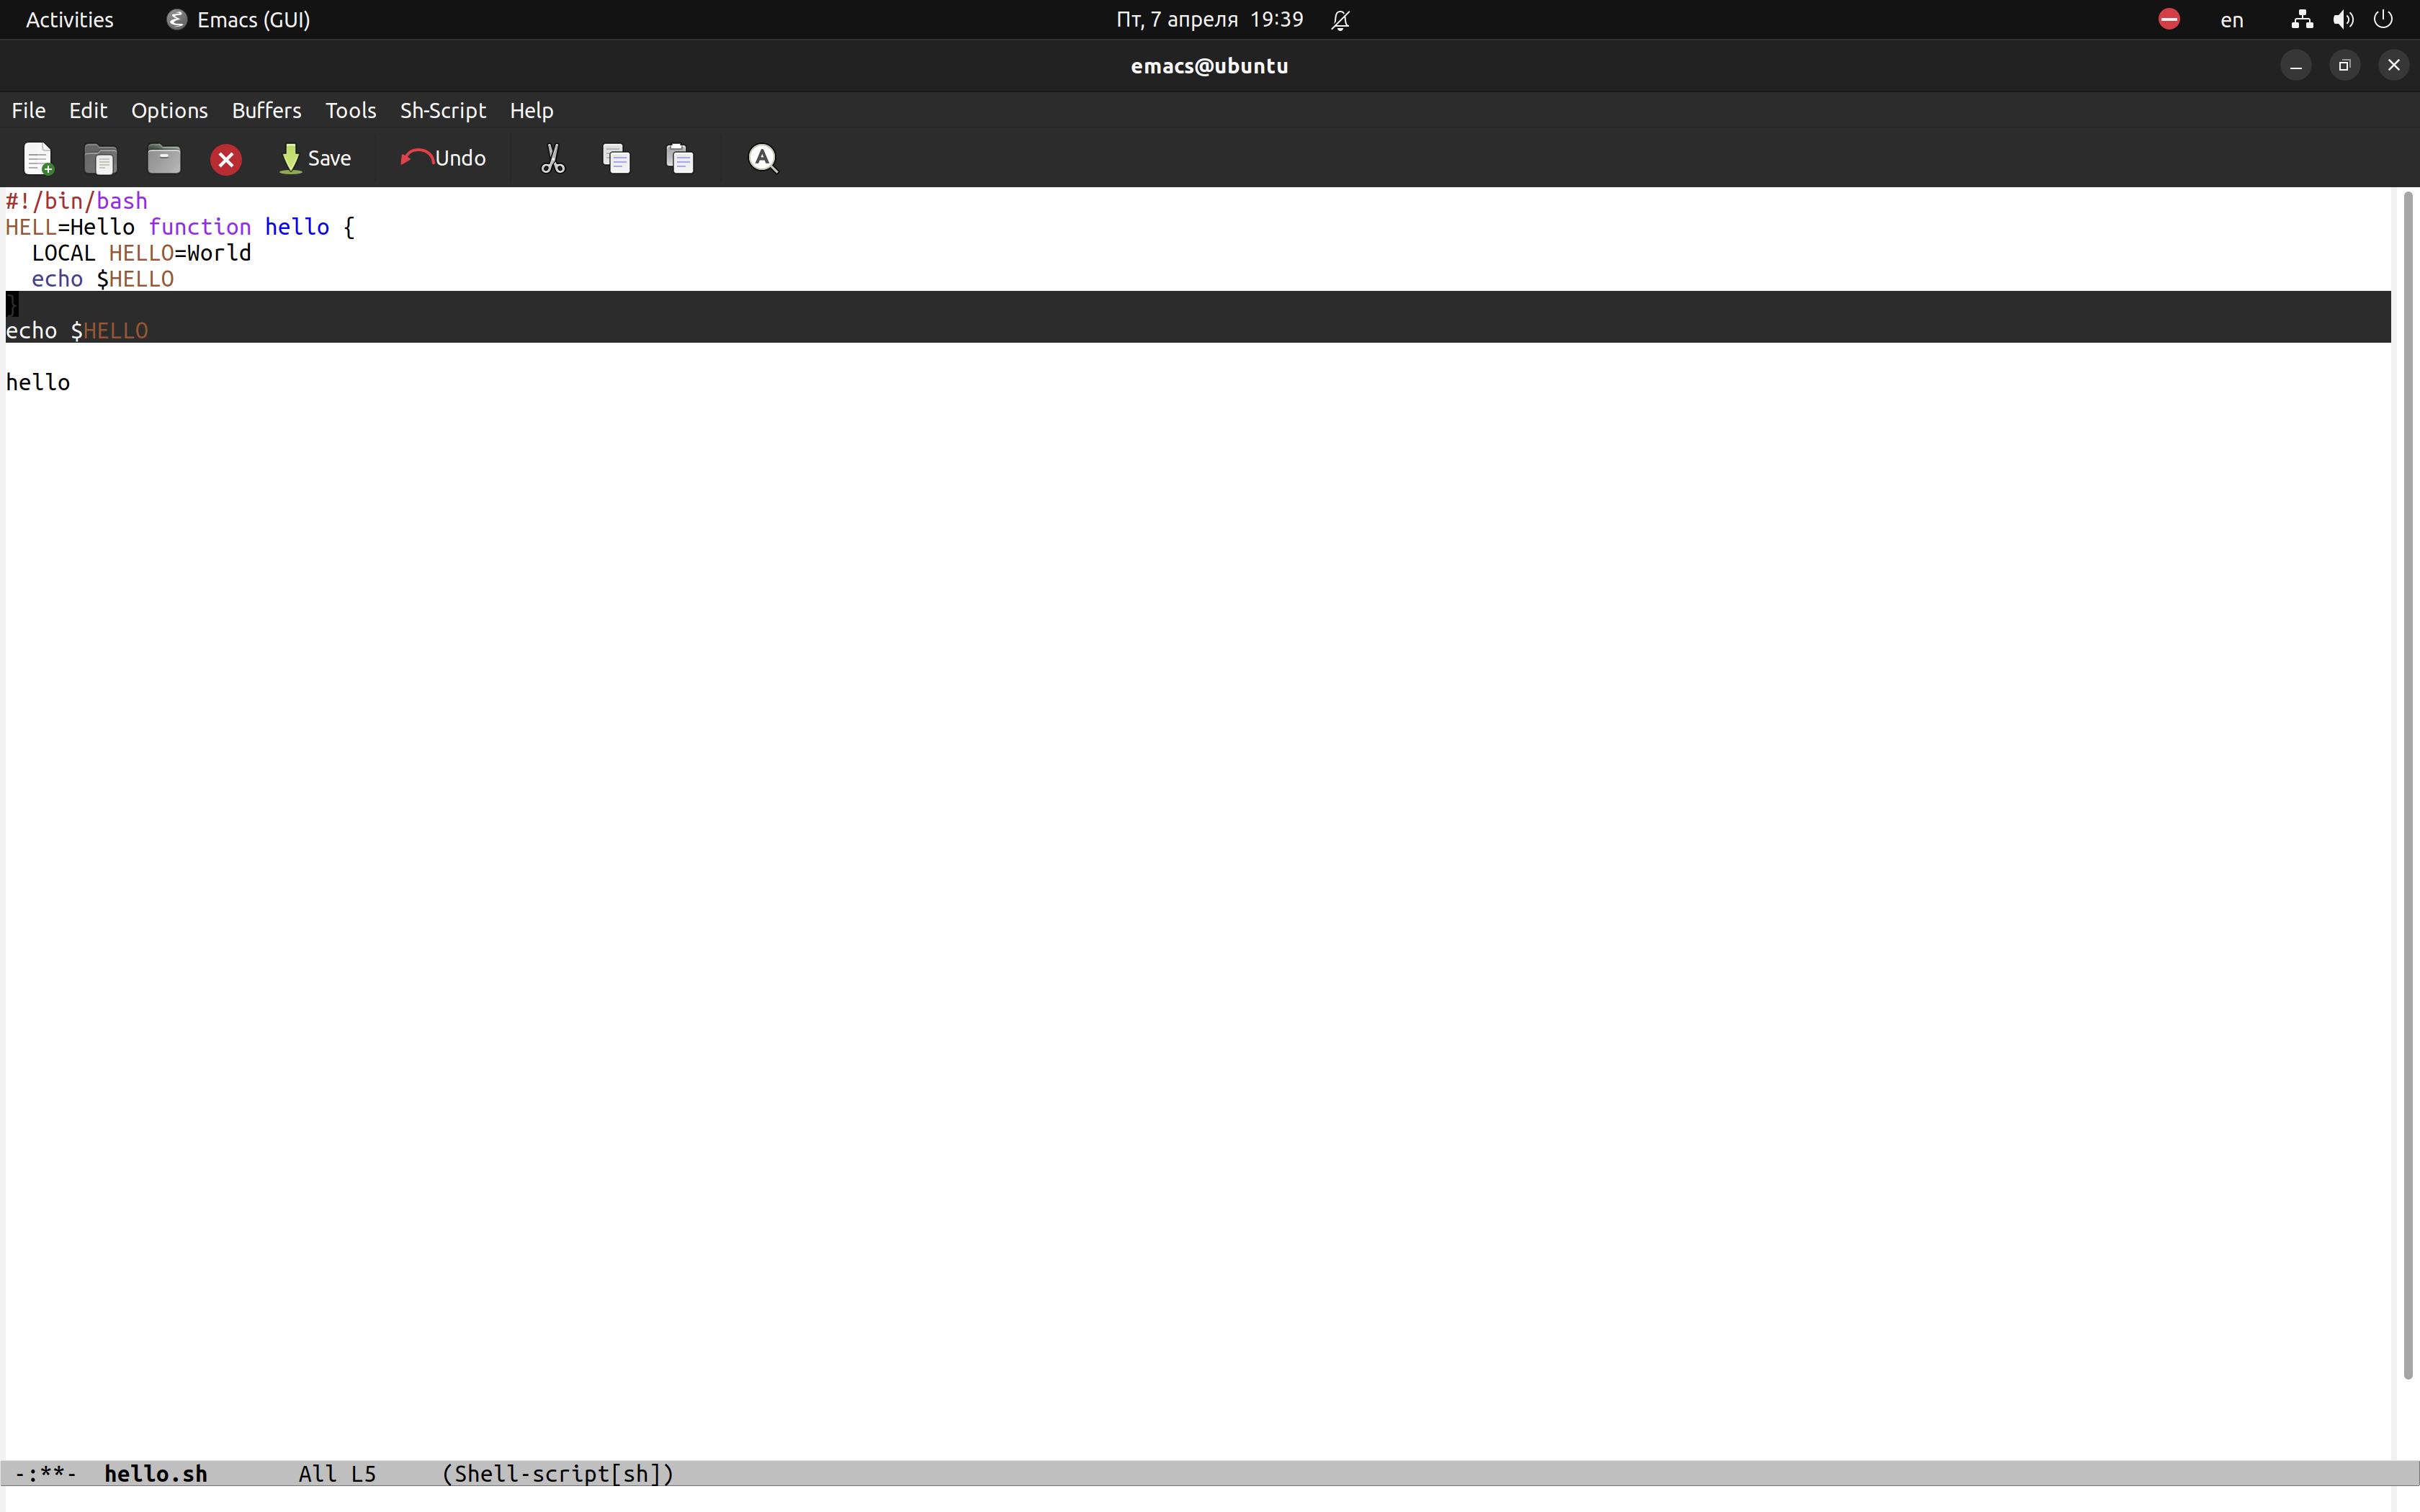 Activities Emacs (GUI) Пт, 7 апреля 19:39 en
emacs@ubuntu
File Edit Options Buffers Tools Sh-Script Help
Save Undo
#!/bin/bash
HELL=Hello function hello {
  LOCAL HELLO=World
  echo $HELLO
}
echo $HELLO
hello
-:**- hello.sh All L5 (Shell-script[sh])